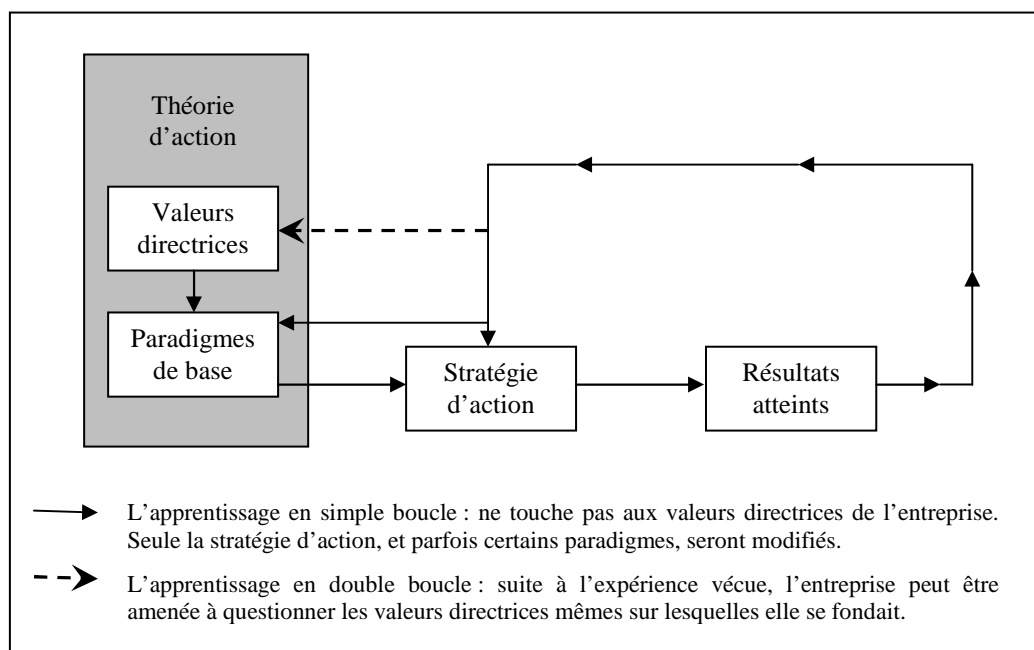 Théorie
d’action
Valeurs
directrices
Paradigmes
de base
Stratégie
d’action
Résultats
atteints
L’apprentissage en simple boucle : ne touche pas aux valeurs directrices de l’entreprise.
Seule la stratégie d’action, et parfois certains paradigmes, seront modifiés.
L’apprentissage en double boucle : suite à l’expérience vécue, l’entreprise peut être
amenée à questionner les valeurs directrices mêmes sur lesquelles elle se fondait.